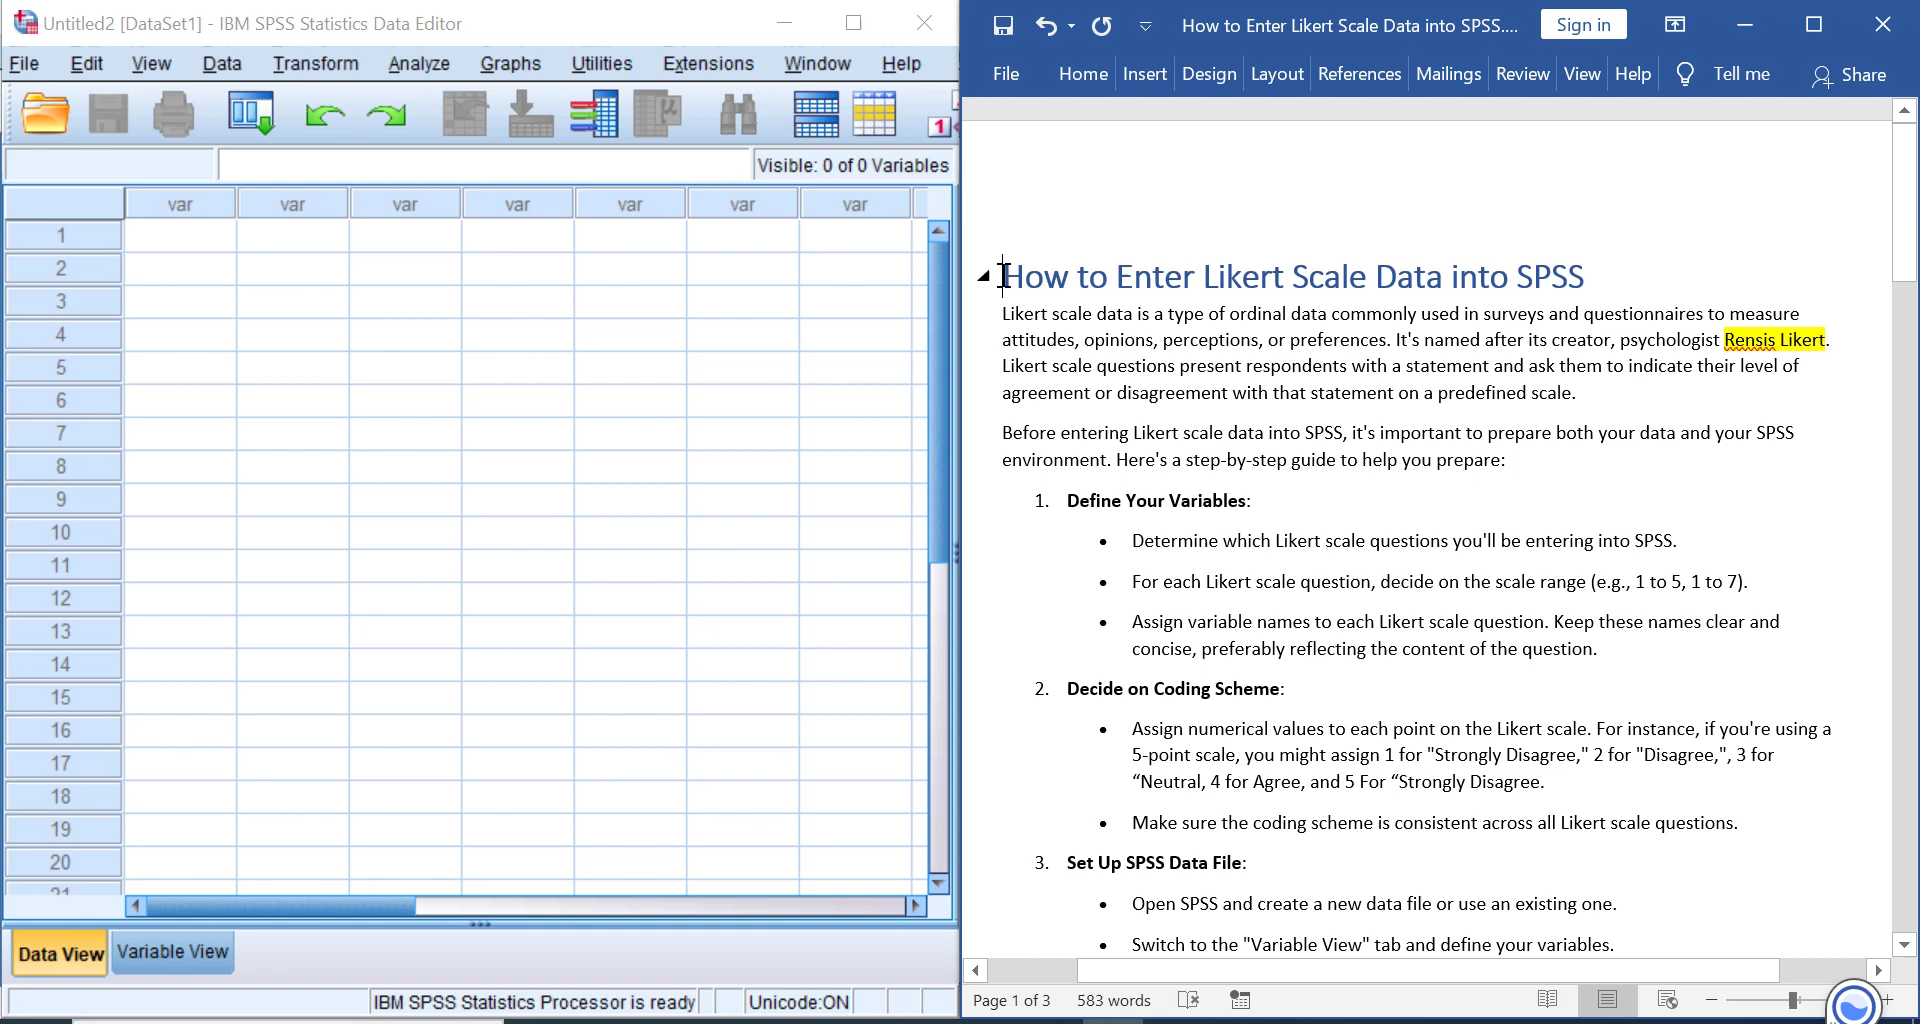 Untitled2 [DataSet1] - IBM SPSS Statistics Data Editor
File Edit View Data Transform Analyze Graphs Utilities Extensions Window Help
1
Visible: 0 of 0 Variables
var var var var var var var
1
2
3
4
5
6
7
8
9
10
11
12
13
14
15
16
17
18
19
20
21
Data View Variable View
IBM SPSS Statistics Processor is ready Unicode:ON
How to Enter Likert Scale Data into SPSS.... Sign in
File Home Insert Design Layout References Mailings Review View Help Tell me Share
How to Enter Likert Scale Data into SPSS
Likert scale data is a type of ordinal data commonly used in surveys and questionnaires to measure
attitudes, opinions, perceptions, or preferences. It's named after its creator, psychologist Rensis Likert.
Likert scale questions present respondents with a statement and ask them to indicate their level of
agreement or disagreement with that statement on a predefined scale.
Before entering Likert scale data into SPSS, it's important to prepare both your data and your SPSS
environment. Here's a step-by-step guide to help you prepare:
1. Define Your Variables:
• Determine which Likert scale questions you'll be entering into SPSS.
• For each Likert scale question, decide on the scale range (e.g., 1 to 5, 1 to 7).
• Assign variable names to each Likert scale question. Keep these names clear and
concise, preferably reflecting the content of the question.
2. Decide on Coding Scheme:
• Assign numerical values to each point on the Likert scale. For instance, if you're using a
5-point scale, you might assign 1 for "Strongly Disagree," 2 for "Disagree,", 3 for
“Neutral, 4 for Agree, and 5 For “Strongly Disagree.
• Make sure the coding scheme is consistent across all Likert scale questions.
3. Set Up SPSS Data File:
• Open SPSS and create a new data file or use an existing one.
• Switch to the "Variable View" tab and define your variables.
Page 1 of 3 583 words